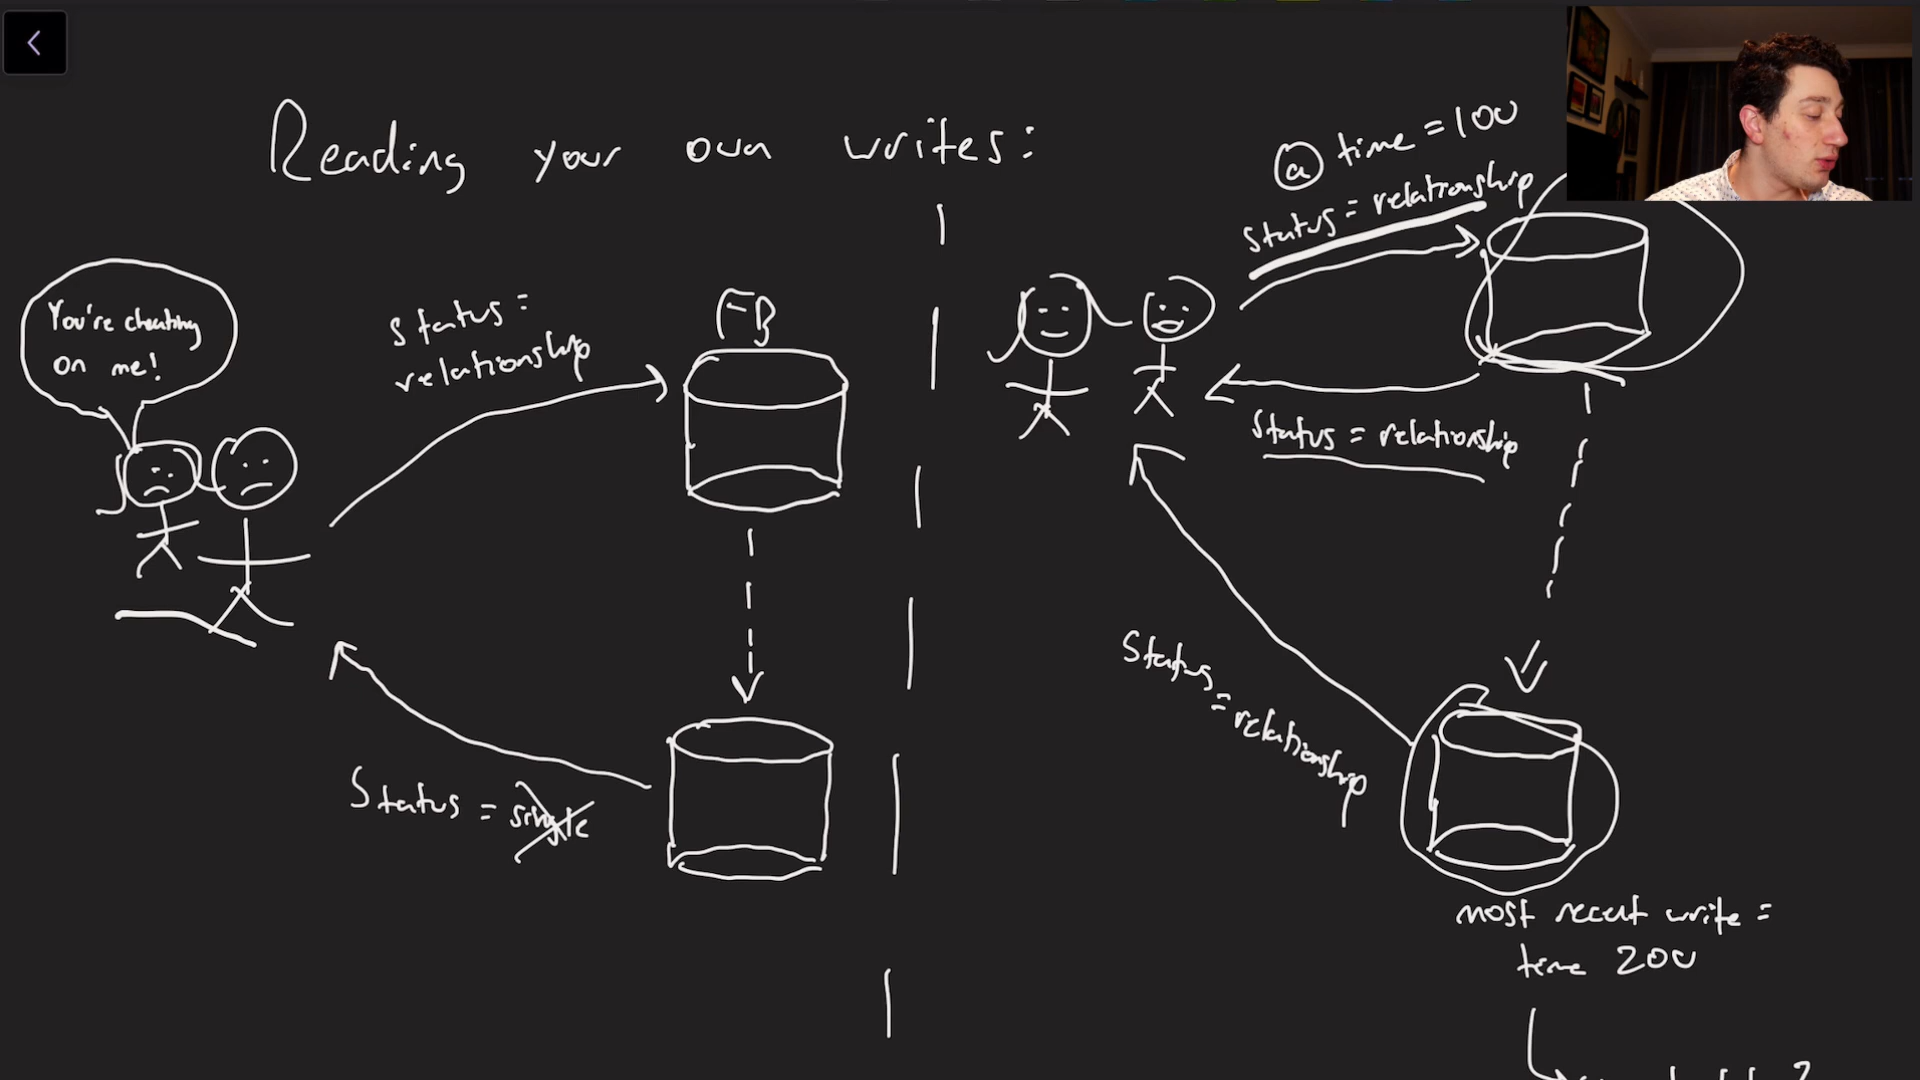 Reading your own writes:
You're cheating
on me!
status =
relationship
FB
Status = single
@ time = 100
status = relationship
Status = relationship
Status
= relationship
most recent write =
time 200